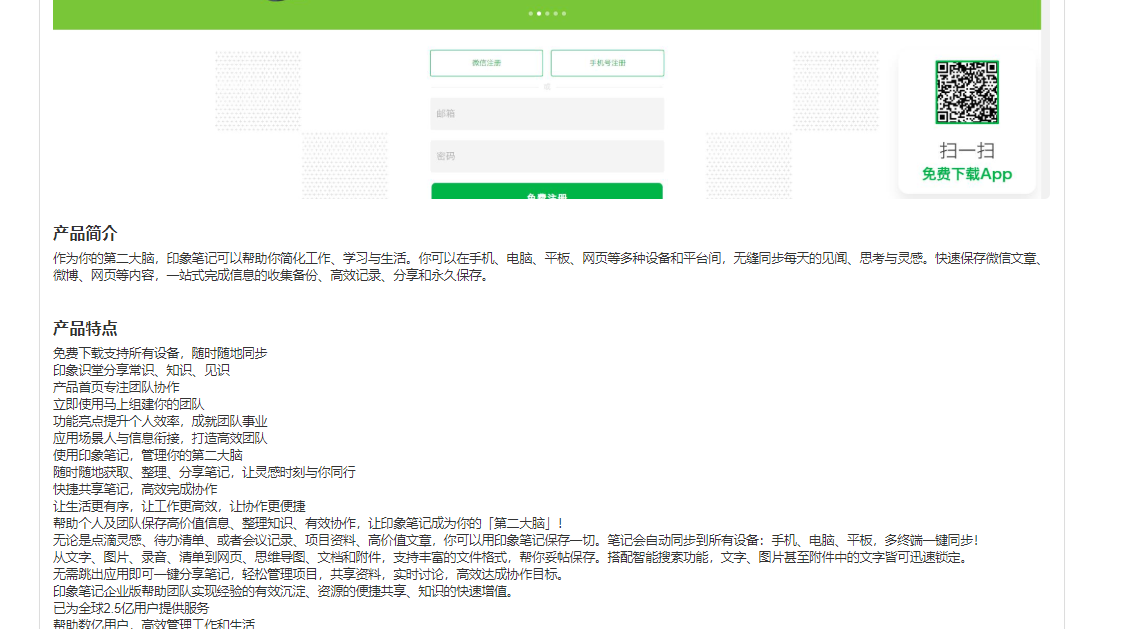 微信注册
手机号注册
或
邮箱
密码
免费注册
扫一扫
免费下载App
产品简介
作为你的第二大脑，印象笔记可以帮助你简化工作、学习与生活。你可以在手机、电脑、平板、网页等多种设备和平台间，无缝同步每天的见闻、思考与灵感。快速保存微信文章、
微博、网页等内容，一站式完成信息的收集备份、高效记录、分享和永久保存。
产品特点
免费下载支持所有设备，随时随地同步
印象识堂分享常识、知识、见识
产品首页专注团队协作
立即使用马上组建你的团队
功能亮点提升个人效率，成就团队事业
应用场景人与信息衔接，打造高效团队
使用印象笔记，管理你的第二大脑
随时随地获取、整理、分享笔记，让灵感时刻与你同行
快捷共享笔记，高效完成协作
让生活更有序，让工作更高效，让协作更便捷
帮助个人及团队保存高价值信息、整理知识、有效协作，让印象笔记成为你的「第二大脑」！
无论是点滴灵感、待办清单、或者会议记录、项目资料、高价值文章，你可以用印象笔记保存一切。笔记会自动同步到所有设备：手机、电脑、平板，多终端一键同步！
从文字、图片、录音、清单到网页、思维导图、文档和附件，支持丰富的文件格式，帮你妥帖保存。搭配智能搜索功能，文字、图片甚至附件中的文字皆可迅速锁定。
无需跳出应用即可一键分享笔记，轻松管理项目，共享资料，实时讨论，高效达成协作目标。
印象笔记企业版帮助团队实现经验的有效沉淀、资源的便捷共享、知识的快速增值。
已为全球2.5亿用户提供服务
帮助数亿用户，高效管理工作和生活